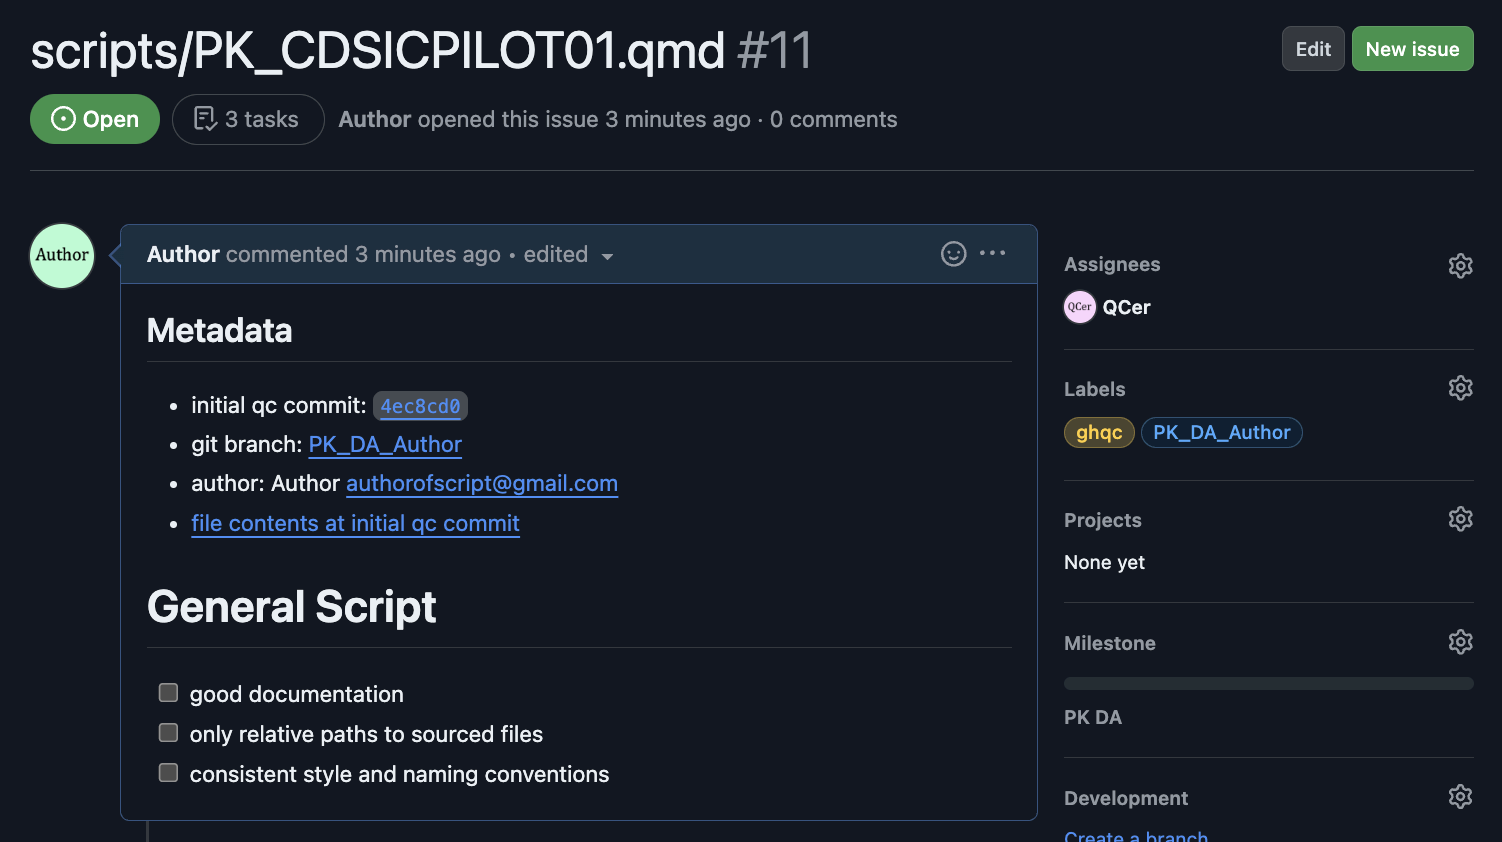 scripts/PK_CDSICPILOT01.qmd #11
Edit
New issue
Open
3 tasks
Author opened this issue 3 minutes ago · 0 comments
Author
Author commented 3 minutes ago • edited
Metadata
• initial qc commit: 4ec8cd0
• git branch: PK_DA_Author
• author: Author authorofscript@gmail.com
• file contents at initial qc commit
General Script
good documentation
only relative paths to sourced files
consistent style and naming conventions
Assignees
QCer QCer
Labels
ghqc PK_DA_Author
Projects
None yet
Milestone
PK DA
Development
Create a branch